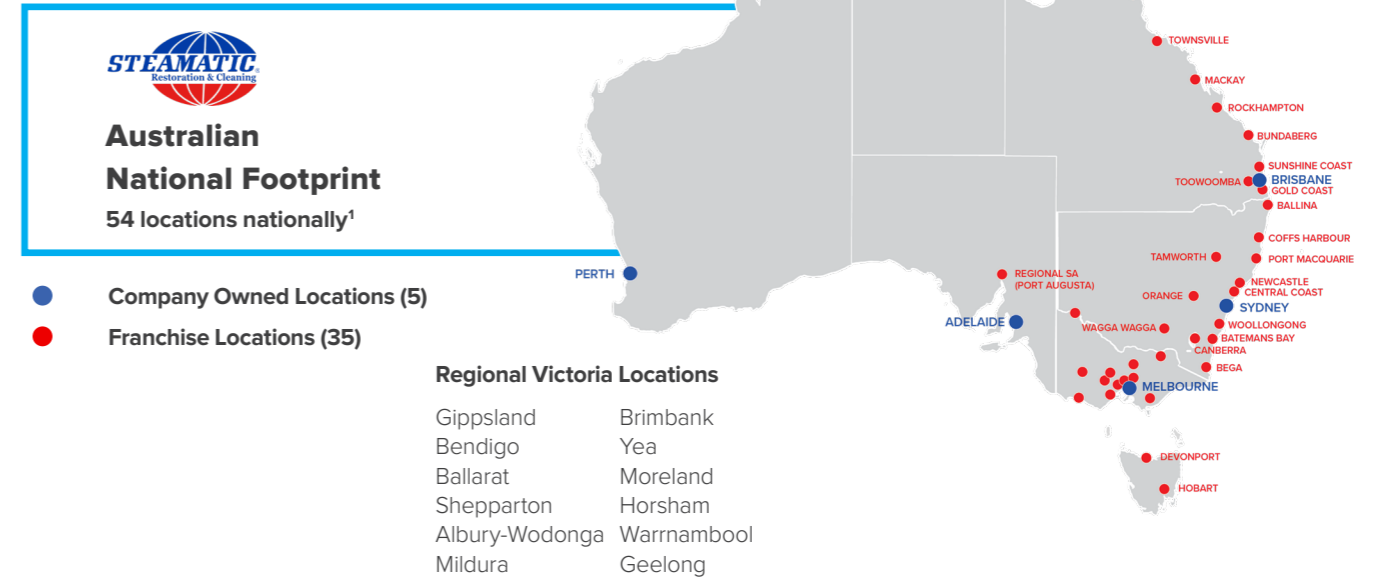 STEAMATIC
Restoration & Cleaning
Australian
National Footprint
54 locations nationally¹
Company Owned Locations (5)
Franchise Locations (35)
Regional Victoria Locations
Gippsland
Bendigo
Ballarat
Shepparton
Albury-Wodonga
Mildura
Brimbank
Yea
Moreland
Horsham
Warrnambool
Geelong
TOWNSVILLE
MACKAY
ROCKHAMPTON
BUNDABERG
SUNSHINE COAST
TOOWOOMBA
BRISBANE
GOLD COAST
BALLINA
COFFS HARBOUR
TAMWORTH
PORT MACQUARIE
PERTH
REGIONAL SA
(PORT AUGUSTA)
NEWCASTLE
CENTRAL COAST
ORANGE
SYDNEY
ADELAIDE
WAGGA WAGGA
WOOLLONGONG
BATEMANS BAY
CANBERRA
BEGA
MELBOURNE
DEVONPORT
HOBART